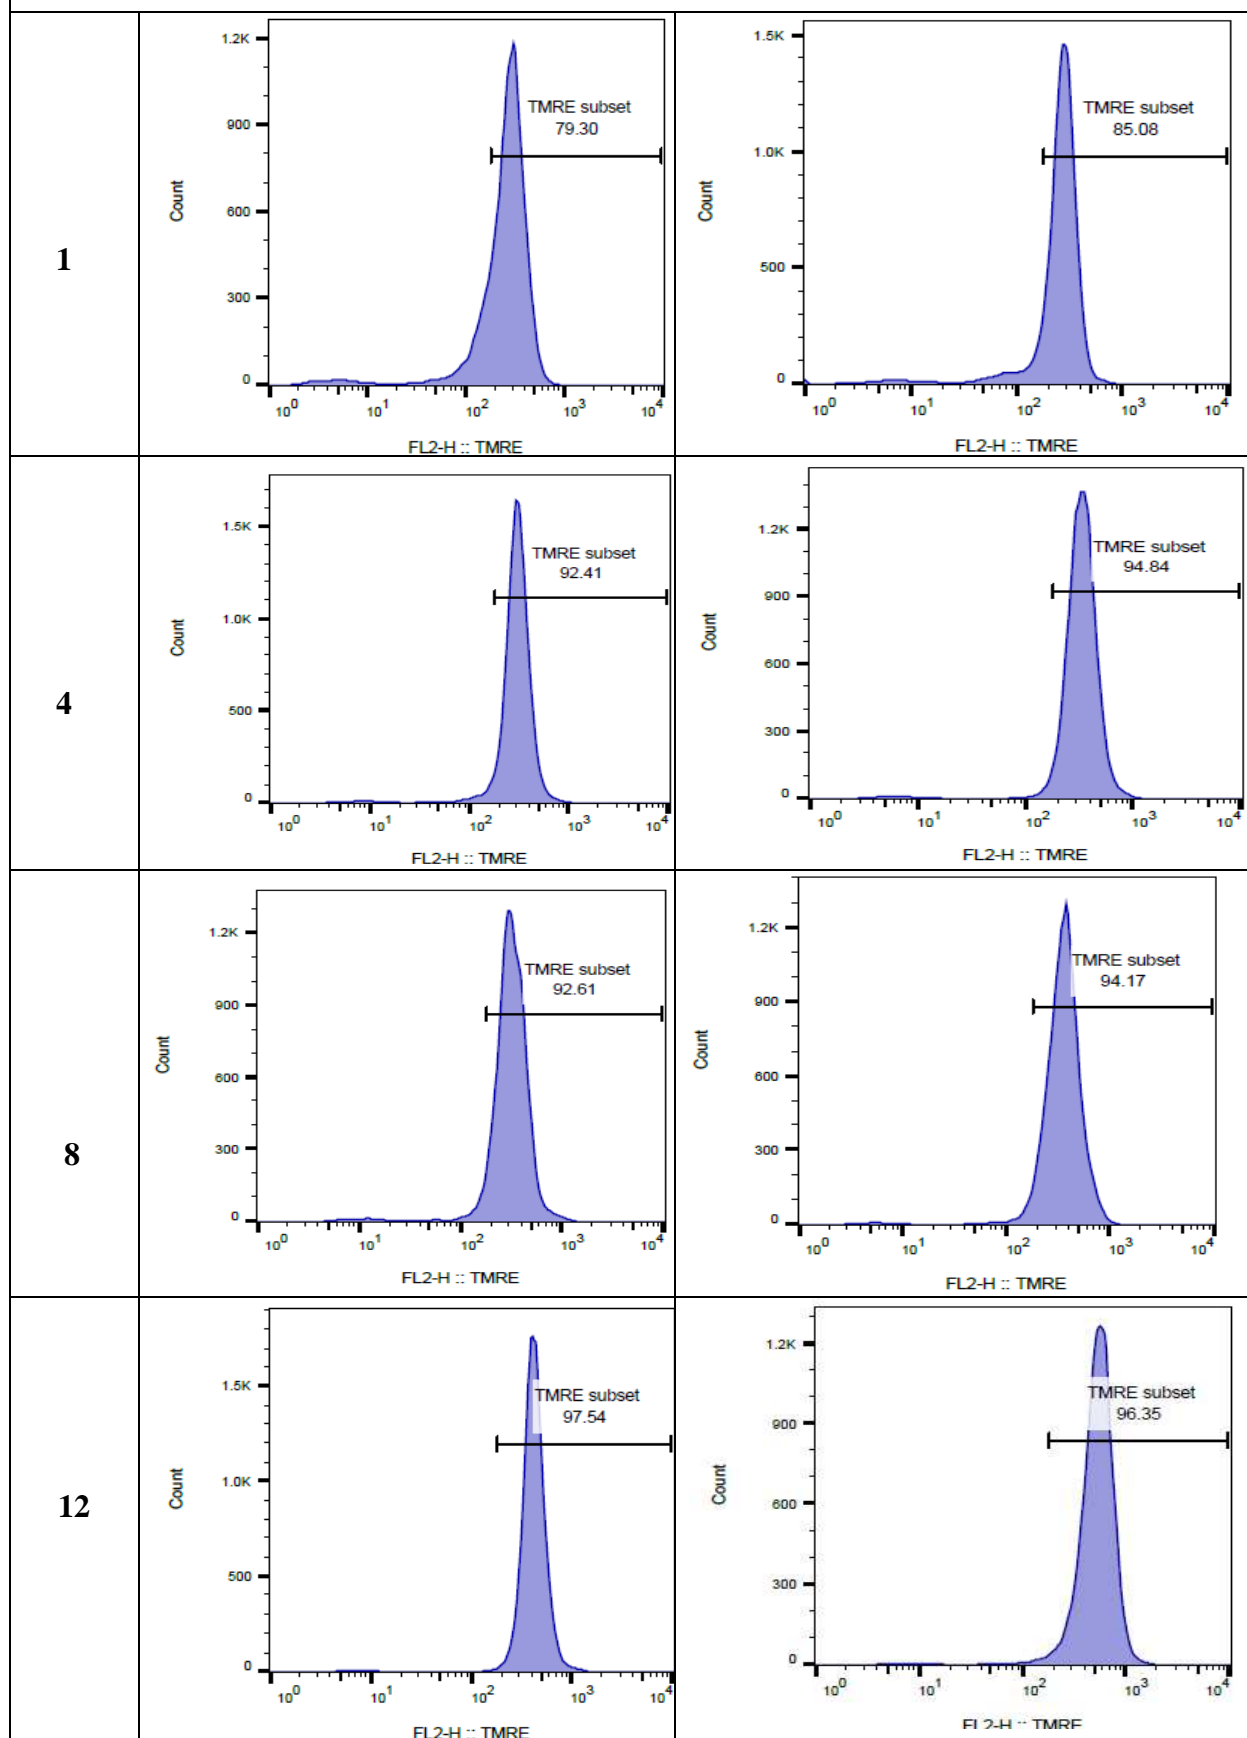 1
1.2K
900
600
300
0
Count
TMRE subset
79.30
10^0 10^1 10^2 10^3 10^4
FL2-H :: TMRE
1.5K
1.0K
500
0
Count
TMRE subset
85.08
10^0 10^1 10^2 10^3 10^4
FL2-H :: TMRE
4
1.5K
1.0K
500
0
Count
TMRE subset
92.41
10^0 10^1 10^2 10^3 10^4
FL2-H :: TMRE
1.2K
900
600
300
0
Count
TMRE subset
94.84
10^0 10^1 10^2 10^3 10^4
FL2-H :: TMRE
8
1.2K
900
600
300
0
Count
TMRE subset
92.61
10^0 10^1 10^2 10^3 10^4
FL2-H :: TMRE
1.2K
900
600
300
0
Count
TMRE subset
94.17
10^0 10^1 10^2 10^3 10^4
FL2-H :: TMRE
12
1.5K
1.0K
500
0
Count
TMRE subset
97.54
10^0 10^1 10^2 10^3 10^4
FL2-H :: TMRE
1.2K
900
600
300
0
Count
TMRE subset
96.35
10^0 10^1 10^2 10^3 10^4
FL2-H :: TMRE